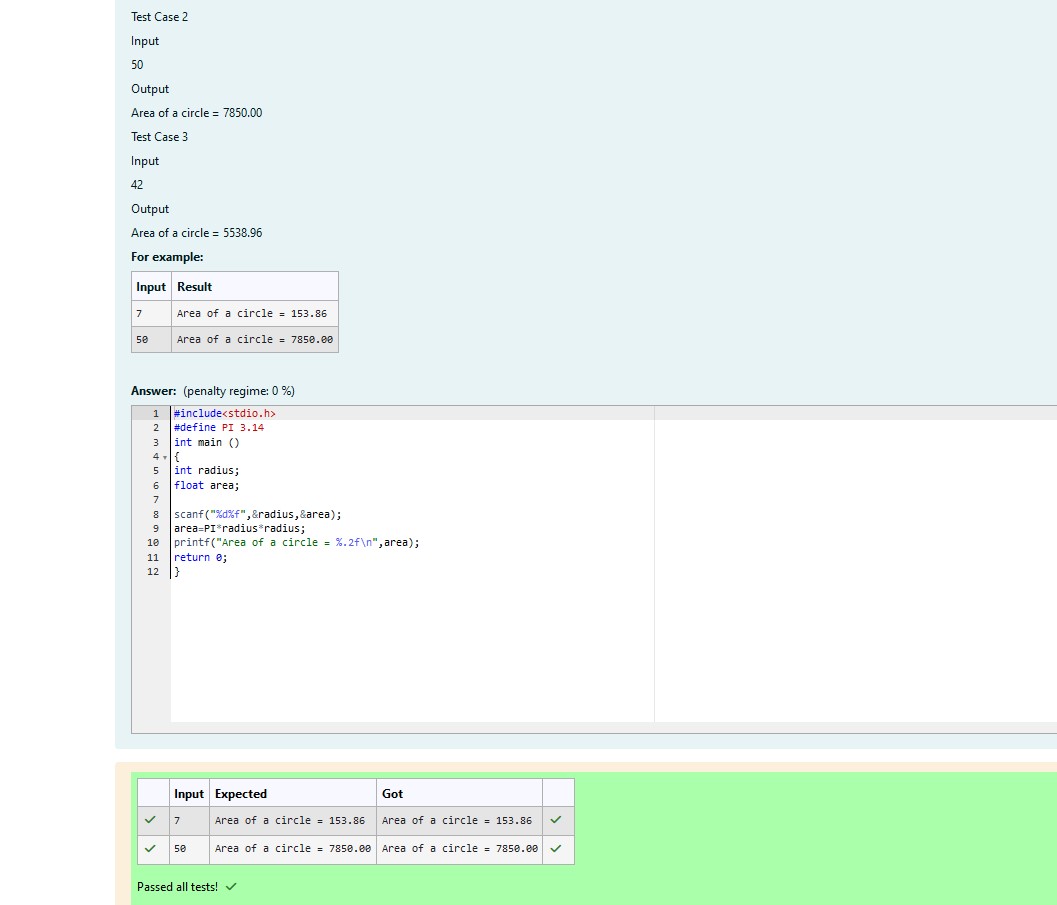 Test Case 2
Input
50
Output
Area of a circle = 7850.00
Test Case 3
Input
42
Output
Area of a circle = 5538.96
For example:
Input Result
7 Area of a circle = 153.86
50 Area of a circle = 7850.00
Answer: (penalty regime: 0 %)
1 #include<stdio.h>
2 #define PI 3.14
3 int main ()
4 {
5 int radius;
6 float area;
7
8 scanf("%d%f",&radius,&area);
9 area=PI*radius*radius;
10 printf("Area of a circle = %.2f\n",area);
11 return 0;
12 }
Input Expected Got
7 Area of a circle = 153.86 Area of a circle = 153.86
50 Area of a circle = 7850.00 Area of a circle = 7850.00
Passed all tests!